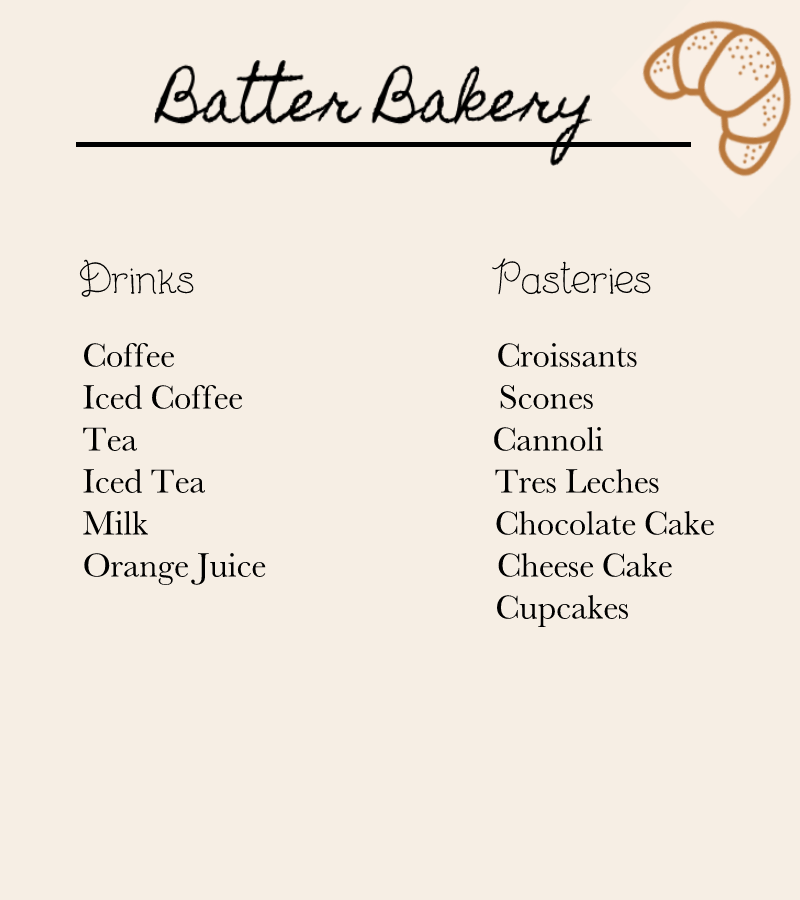 Batter Bakery
Drinks
Coffee
Iced Coffee
Tea
Iced Tea
Milk
Orange Juice
Pasteries
Croissants
Scones
Cannoli
Tres Leches
Chocolate Cake
Cheese Cake
Cupcakes